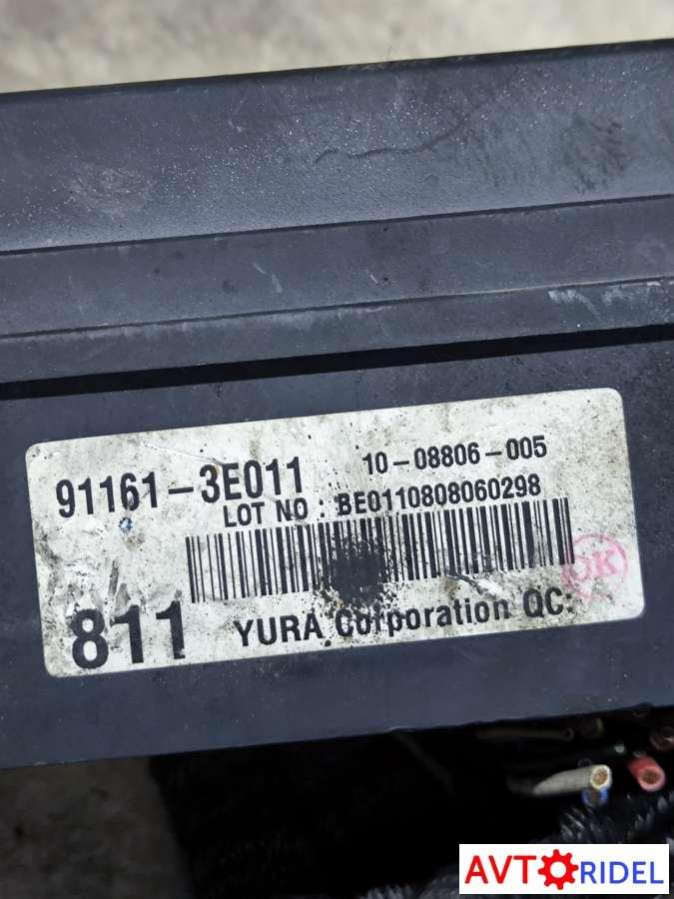 91161-3E011 10-08806-005
LOT NO : BE0110808060298
811 YURA Corporation QC:
OK
AVTORIDEL